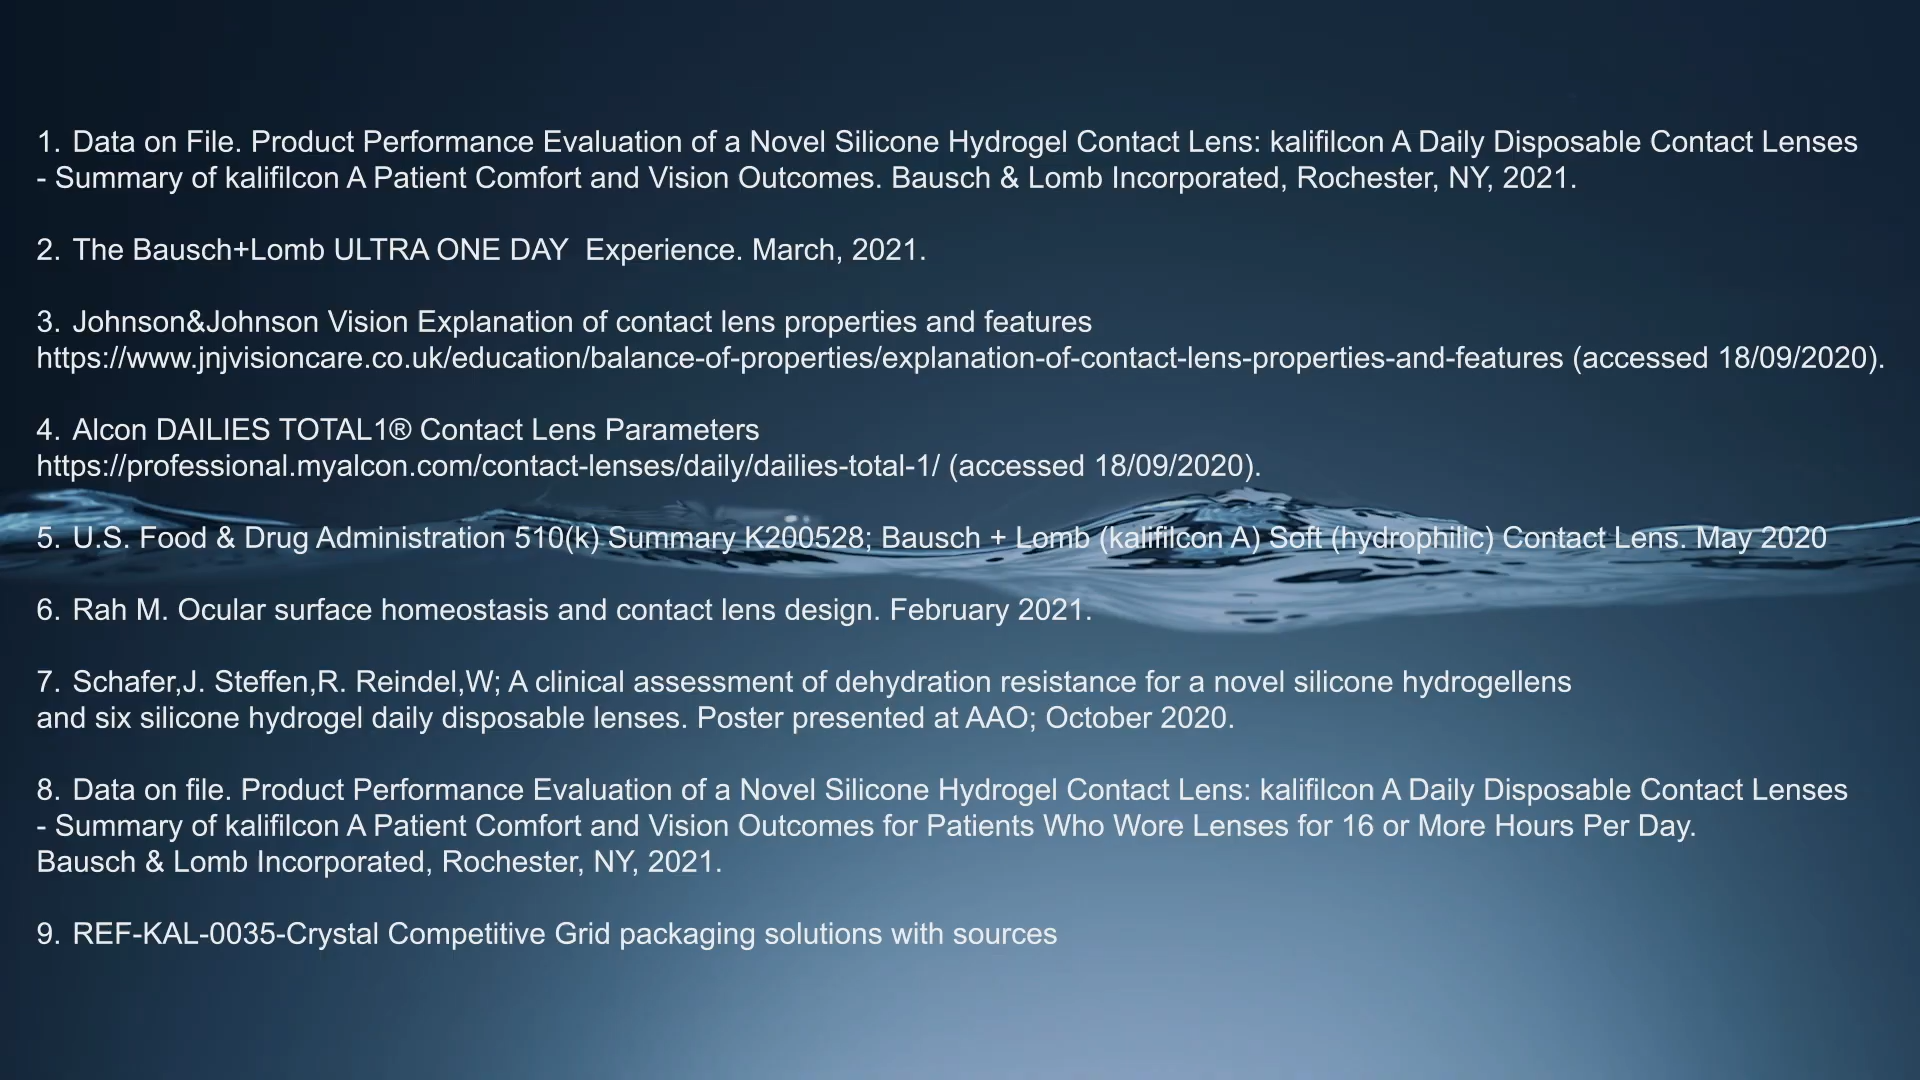 1. Data on File. Product Performance Evaluation of a Novel Silicone Hydrogel Contact Lens: kalifilcon A Daily Disposable Contact Lenses
- Summary of kalifilcon A Patient Comfort and Vision Outcomes. Bausch & Lomb Incorporated, Rochester, NY, 2021.
2. The Bausch+Lomb ULTRA ONE DAY  Experience. March, 2021.
3. Johnson&Johnson Vision Explanation of contact lens properties and features
https://www.jnjvisioncare.co.uk/education/balance-of-properties/explanation-of-contact-lens-properties-and-features (accessed 18/09/2020).
4. Alcon DAILIES TOTAL1® Contact Lens Parameters
https://professional.myalcon.com/contact-lenses/daily/dailies-total-1/ (accessed 18/09/2020).
5. U.S. Food & Drug Administration 510(k) Summary K200528; Bausch + Lomb (kalifilcon A) Soft (hydrophilic) Contact Lens. May 2020
6. Rah M. Ocular surface homeostasis and contact lens design. February 2021.
7. Schafer,J. Steffen,R. Reindel,W; A clinical assessment of dehydration resistance for a novel silicone hydrogellens
and six silicone hydrogel daily disposable lenses. Poster presented at AAO; October 2020.
8. Data on file. Product Performance Evaluation of a Novel Silicone Hydrogel Contact Lens: kalifilcon A Daily Disposable Contact Lenses
- Summary of kalifilcon A Patient Comfort and Vision Outcomes for Patients Who Wore Lenses for 16 or More Hours Per Day.
Bausch & Lomb Incorporated, Rochester, NY, 2021.
9. REF-KAL-0035-Crystal Competitive Grid packaging solutions with sources